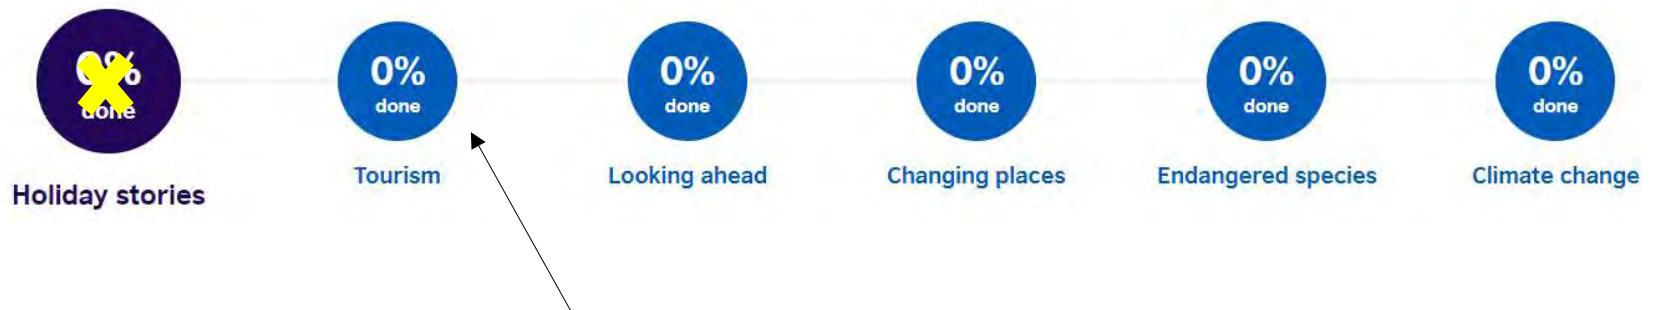 0%
done
Holiday stories
0%
done
Tourism
0%
done
Looking ahead
0%
done
Changing places
0%
done
Endangered species
0%
done
Climate change